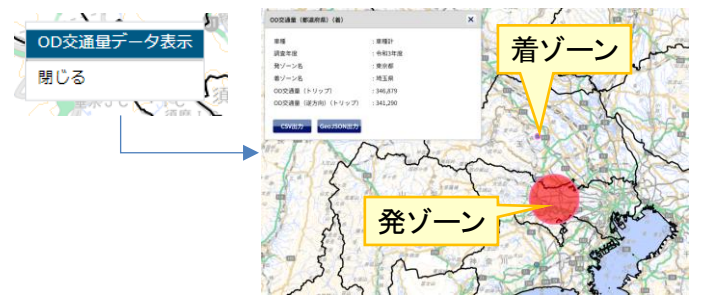 OD交通量データ表示
閉じる
OD交通量（都道府県）（着）
車種 : 車種計
調査年度 : 令和3年度
発ゾーン名 : 東京都
着ゾーン名 : 埼玉県
OD交通量（トリップ） : 346,879
OD交通量（逆方向）（トリップ） : 341,290
CSV出力 GeoJSON出力
着ゾーン
発ゾーン